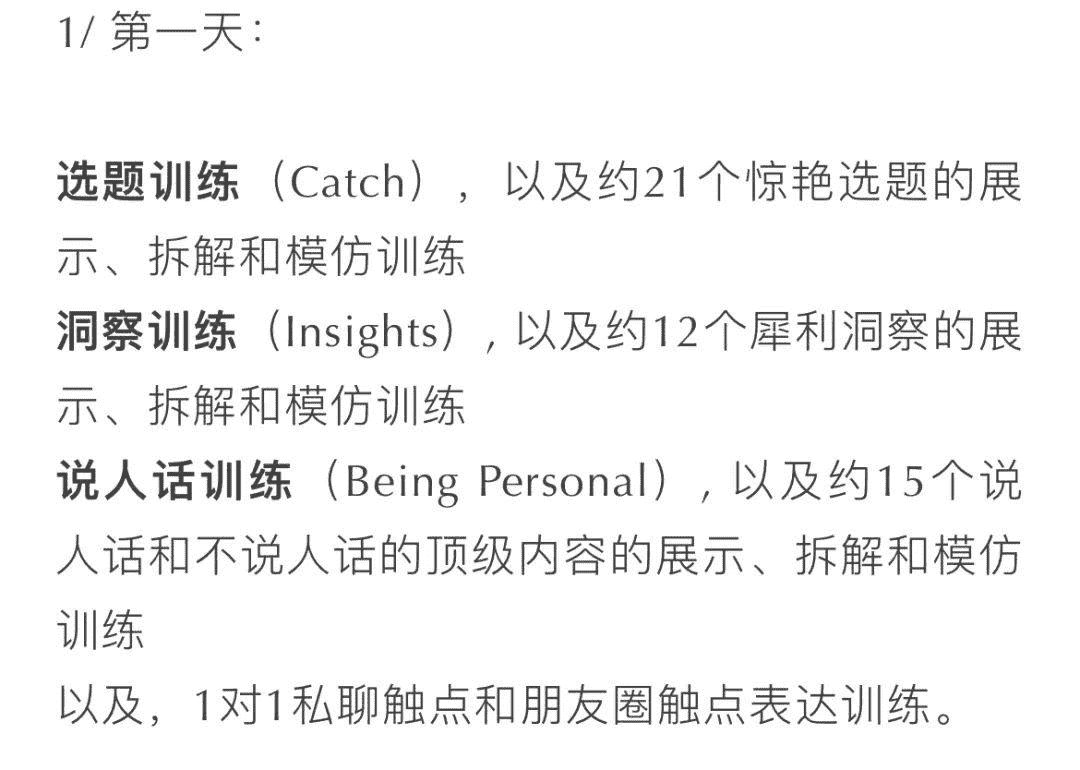 1/ 第一天：
选题训练（Catch），以及约21个惊艳选题的展
示、拆解和模仿训练
洞察训练（Insights）, 以及约12个犀利洞察的展
示、拆解和模仿训练
说人话训练（Being Personal）, 以及约15个说
人话和不说人话的顶级内容的展示、拆解和模仿
训练
以及，1对1私聊触点和朋友圈触点表达训练。